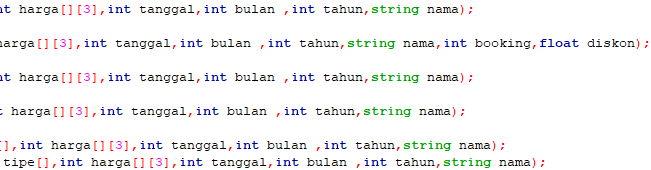 int harga[][3],int tanggal,int bulan ,int tahun,string nama);
harga[][3],int tanggal,int bulan ,int tahun,string nama,int booking,float diskon);
int harga[][3],int tanggal,int bulan ,int tahun,string nama);
harga[][3],int tanggal,int bulan ,int tahun,string nama);
[],int harga[][3],int tanggal,int bulan ,int tahun,string nama);
tipe[],int harga[][3],int tanggal,int bulan ,int tahun,string nama);